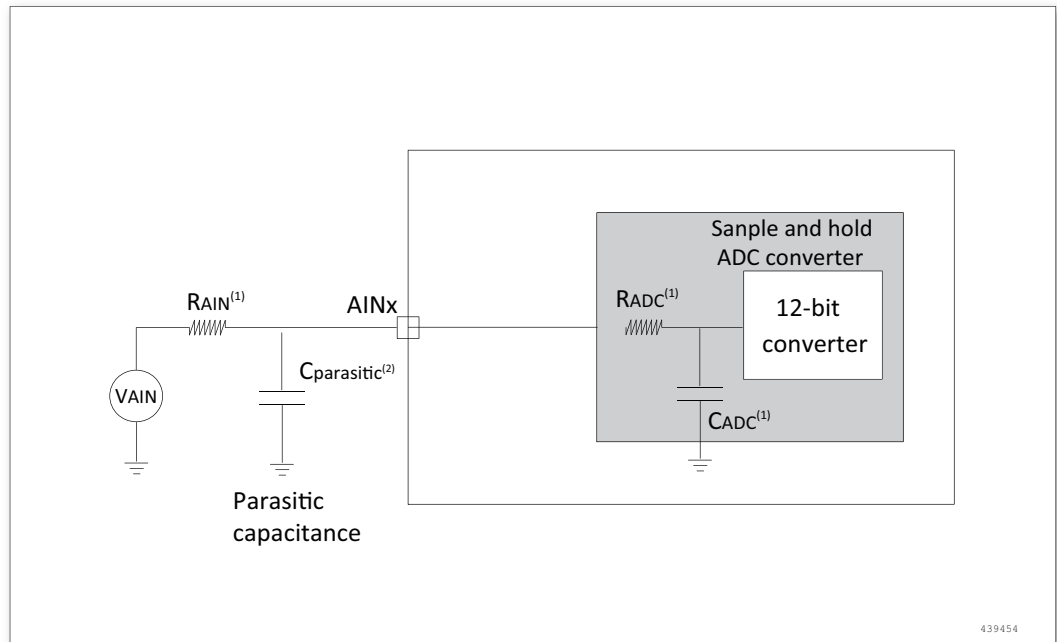 Sanple and hold
ADC converter
RAIN(1)
AINx
RADC(1)
12-bit
converter
Cparasitic(2)
VAIN
CADC(1)
Parasitic
capacitance
439454